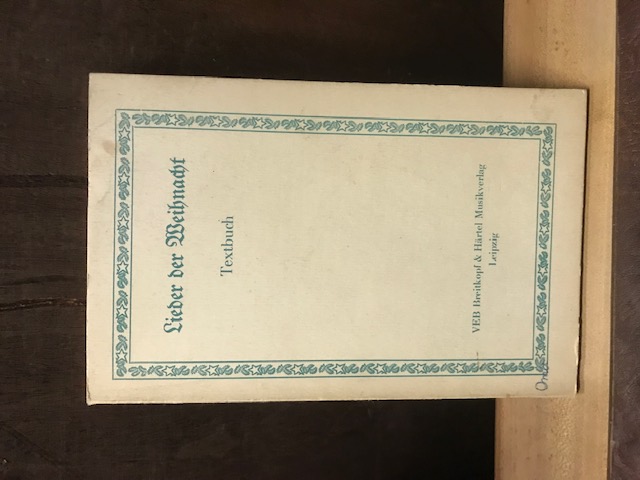 Lieder der Weihnacht
Textbuch
VEB Breitkopf & Härtel Musikverlag
Leipzig